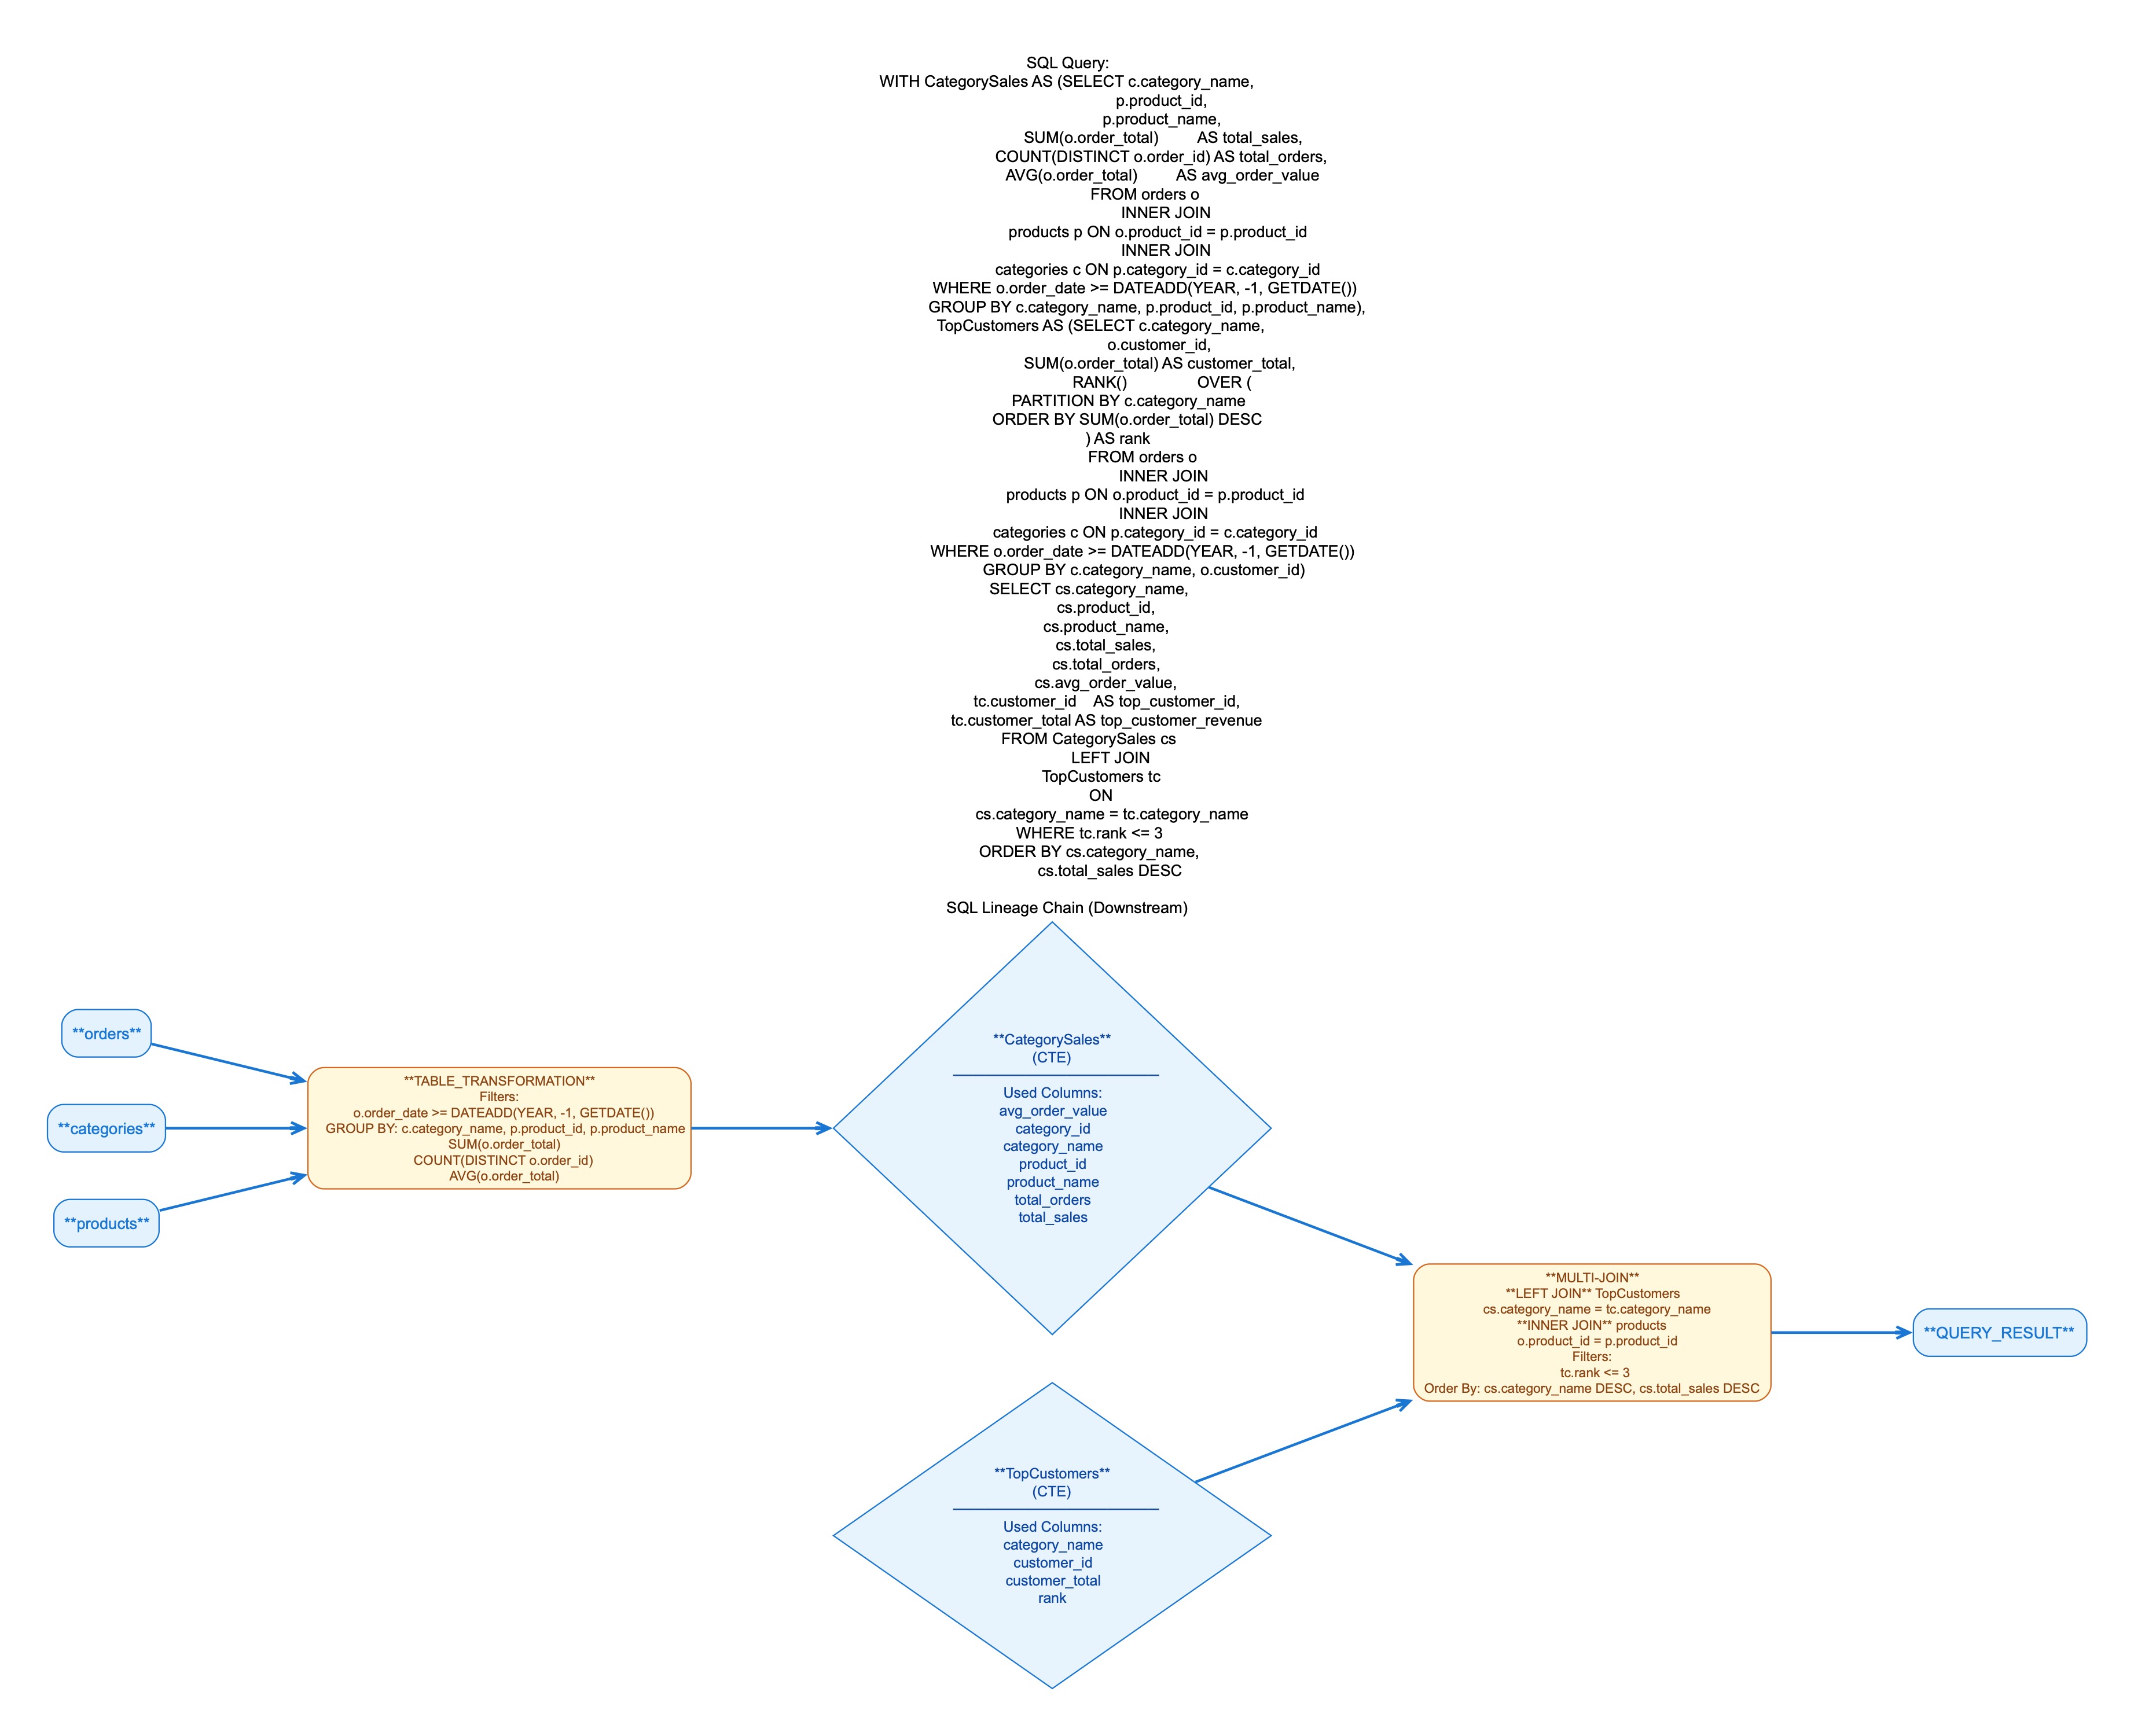 SQL Query:
WITH CategorySales AS (SELECT c.category_name,
p.product_id,
p.product_name,
SUM(o.order_total) AS total_sales,
COUNT(DISTINCT o.order_id) AS total_orders,
AVG(o.order_total) AS avg_order_value
FROM orders o
INNER JOIN
products p ON o.product_id = p.product_id
INNER JOIN
categories c ON p.category_id = c.category_id
WHERE o.order_date >= DATEADD(YEAR, -1, GETDATE())
GROUP BY c.category_name, p.product_id, p.product_name),
TopCustomers AS (SELECT c.category_name,
o.customer_id,
SUM(o.order_total) AS customer_total,
RANK() OVER (
PARTITION BY c.category_name
ORDER BY SUM(o.order_total) DESC
) AS rank
FROM orders o
INNER JOIN
products p ON o.product_id = p.product_id
INNER JOIN
categories c ON p.category_id = c.category_id
WHERE o.order_date >= DATEADD(YEAR, -1, GETDATE())
GROUP BY c.category_name, o.customer_id)
SELECT cs.category_name,
cs.product_id,
cs.product_name,
cs.total_sales,
cs.total_orders,
cs.avg_order_value,
tc.customer_id AS top_customer_id,
tc.customer_total AS top_customer_revenue
FROM CategorySales cs
LEFT JOIN
TopCustomers tc
ON
cs.category_name = tc.category_name
WHERE tc.rank <= 3
ORDER BY cs.category_name,
cs.total_sales DESC
SQL Lineage Chain (Downstream)
**orders**
**categories**
**products**
**TABLE_TRANSFORMATION**
Filters:
o.order_date >= DATEADD(YEAR, -1, GETDATE())
GROUP BY: c.category_name, p.product_id, p.product_name
SUM(o.order_total)
COUNT(DISTINCT o.order_id)
AVG(o.order_total)
**CategorySales**
(CTE)
Used Columns:
avg_order_value
category_id
category_name
product_id
product_name
total_orders
total_sales
**TopCustomers**
(CTE)
Used Columns:
category_name
customer_id
customer_total
rank
**MULTI-JOIN**
**LEFT JOIN** TopCustomers
cs.category_name = tc.category_name
**INNER JOIN** products
o.product_id = p.product_id
Filters:
tc.rank <= 3
Order By: cs.category_name DESC, cs.total_sales DESC
**QUERY_RESULT**